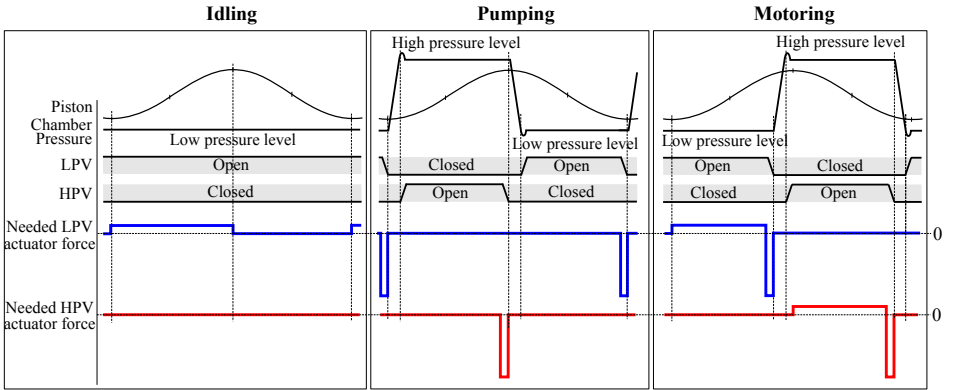 Idling
Pumping
Motoring
High pressure level
High pressure level
Piston
Chamber
Pressure
Low pressure level
Low pressure level
Low pressure level
LPV
Open
Closed
Open
Open
Closed
HPV
Closed
Open
Closed
Closed
Open
Needed LPV
actuator force
0
Needed HPV
actuator force
0